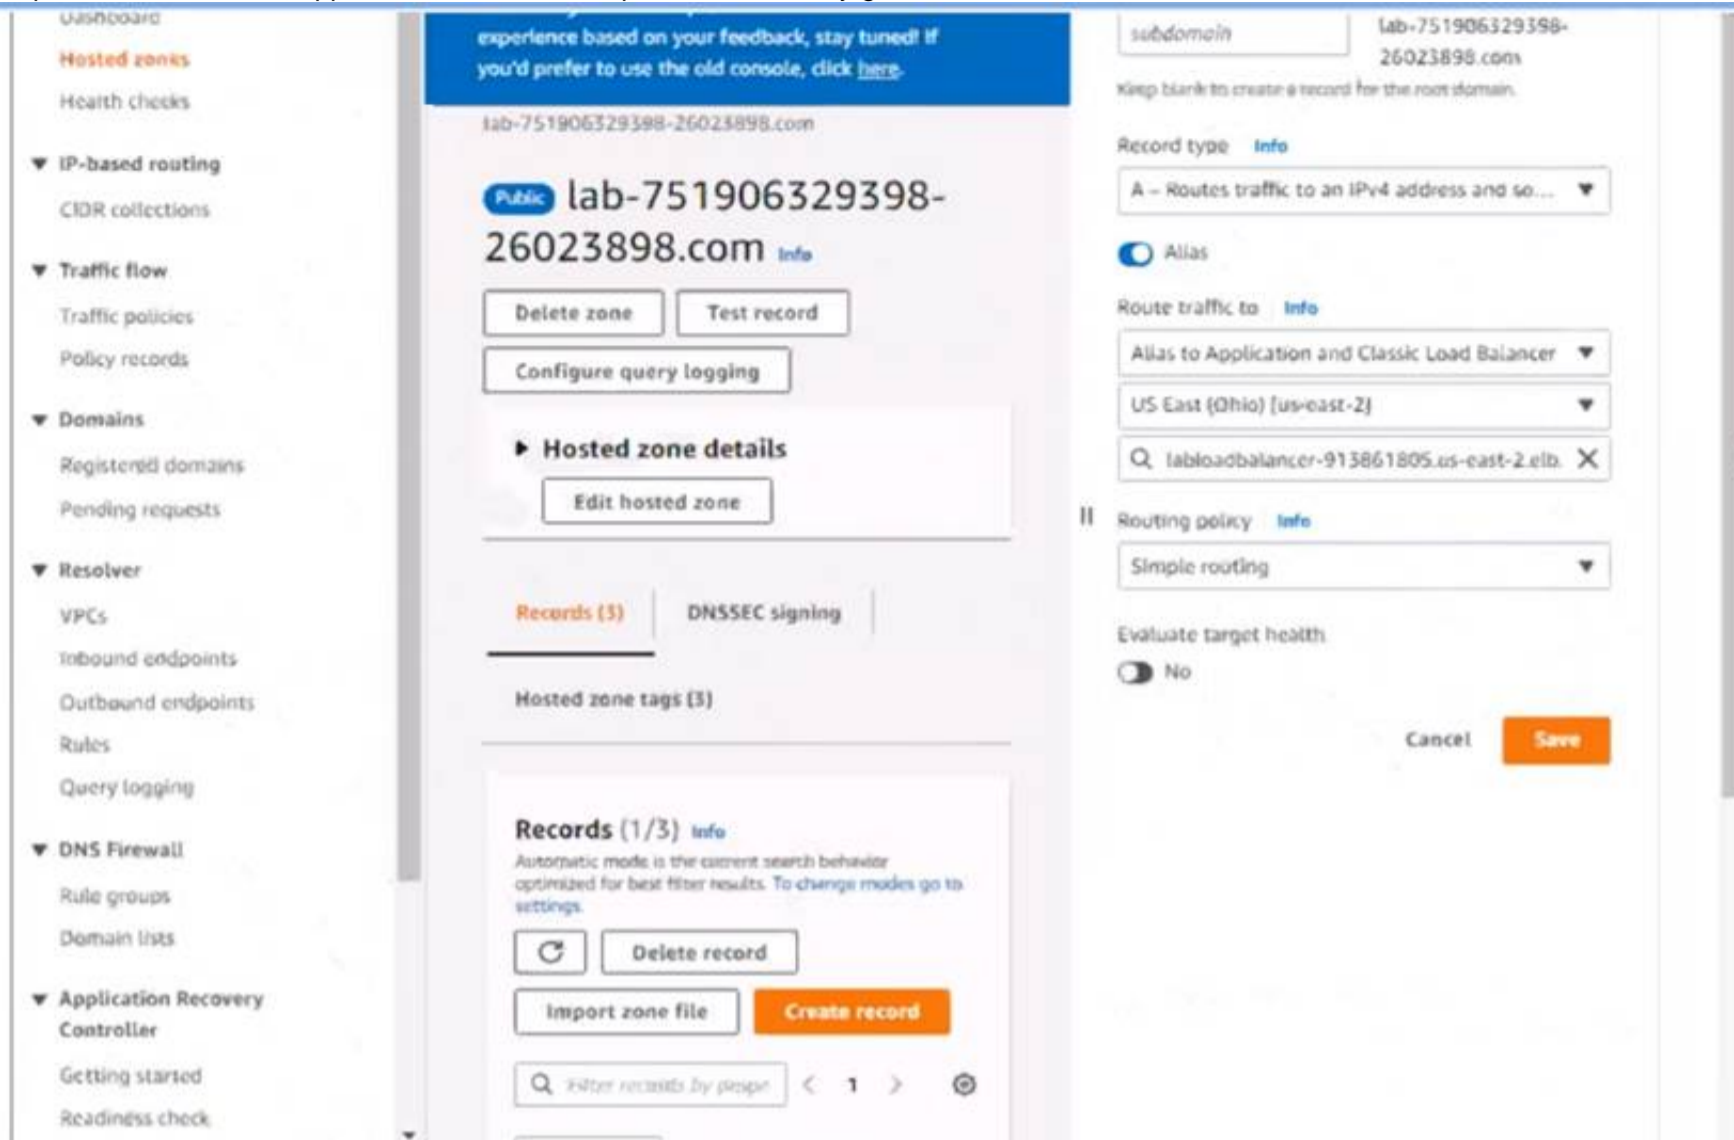 Dashboard
Hosted zones
Health checks
IP-based routing
CIDR collections
Traffic flow
Traffic policies
Policy records
Domains
Registered domains
Pending requests
Resolver
VPCs
Inbound endpoints
Outbound endpoints
Rules
Query logging
DNS Firewall
Rule groups
Domain lists
Application Recovery
Controller
Getting started
Readiness check
experience based on your feedback, stay tuned! If
you'd prefer to use the old console, click here.
lab-751906329398-26023898.com
Public lab-751906329398-
26023898.com Info
Delete zone Test record
Configure query logging
Hosted zone details
Edit hosted zone
Records (3) DNSSEC signing
Hosted zone tags (3)
Records (1/3) Info
Automatic mode is the current search behavior
optimized for best filter results. To change modes go to
settings.
Delete record
Import zone file Create record
Filter records by prope
1
subdomain
lab-751906329398-
26023898.com
Keep blank to create a record for the root domain.
Record type Info
A – Routes traffic to an IPv4 address and so...
Alias
Route traffic to Info
Alias to Application and Classic Load Balancer
US East (Ohio) [us-east-2]
labloadbalancer-913861805.us-east-2.elb.
Routing policy Info
Simple routing
Evaluate target health
No
Cancel Save